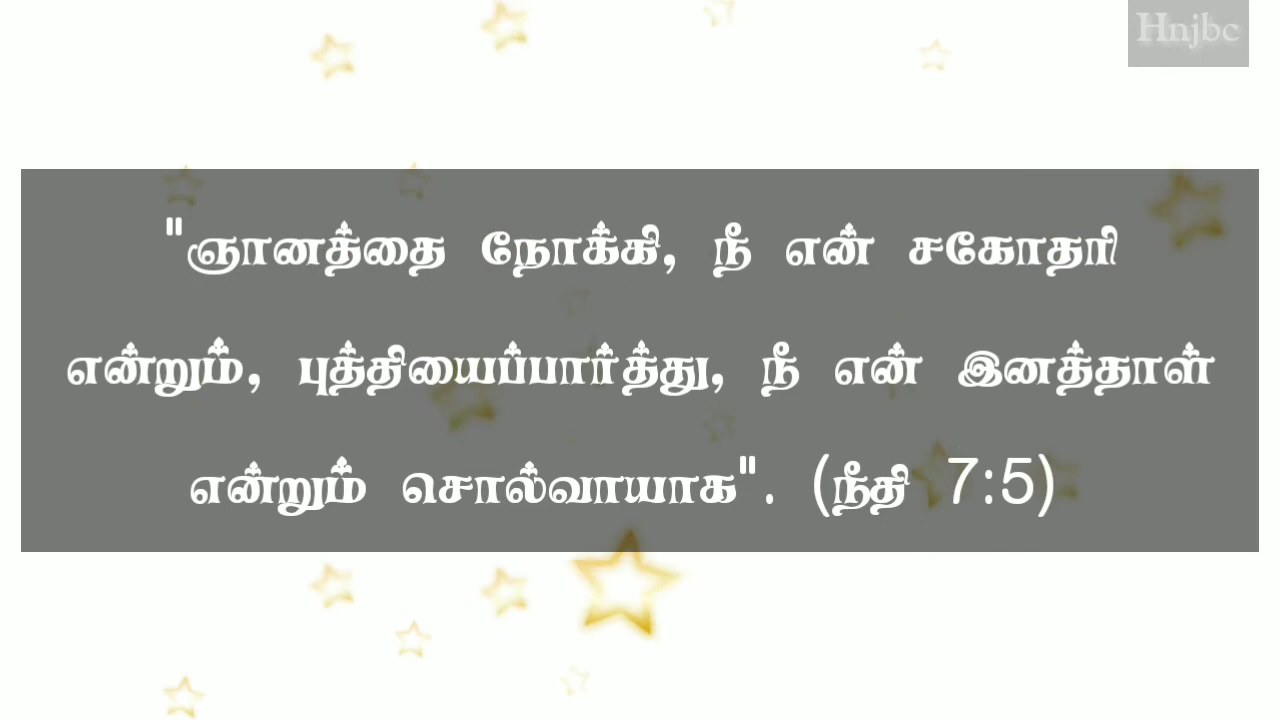 Hnjbc
"ஞானத்தை நோக்கி, நீ என் சகோதரி
என்றும், புத்தியைப்பார்த்து, நீ என் இனத்தாள்
என்றும் சொல்வாயாக". (நீதி 7:5)